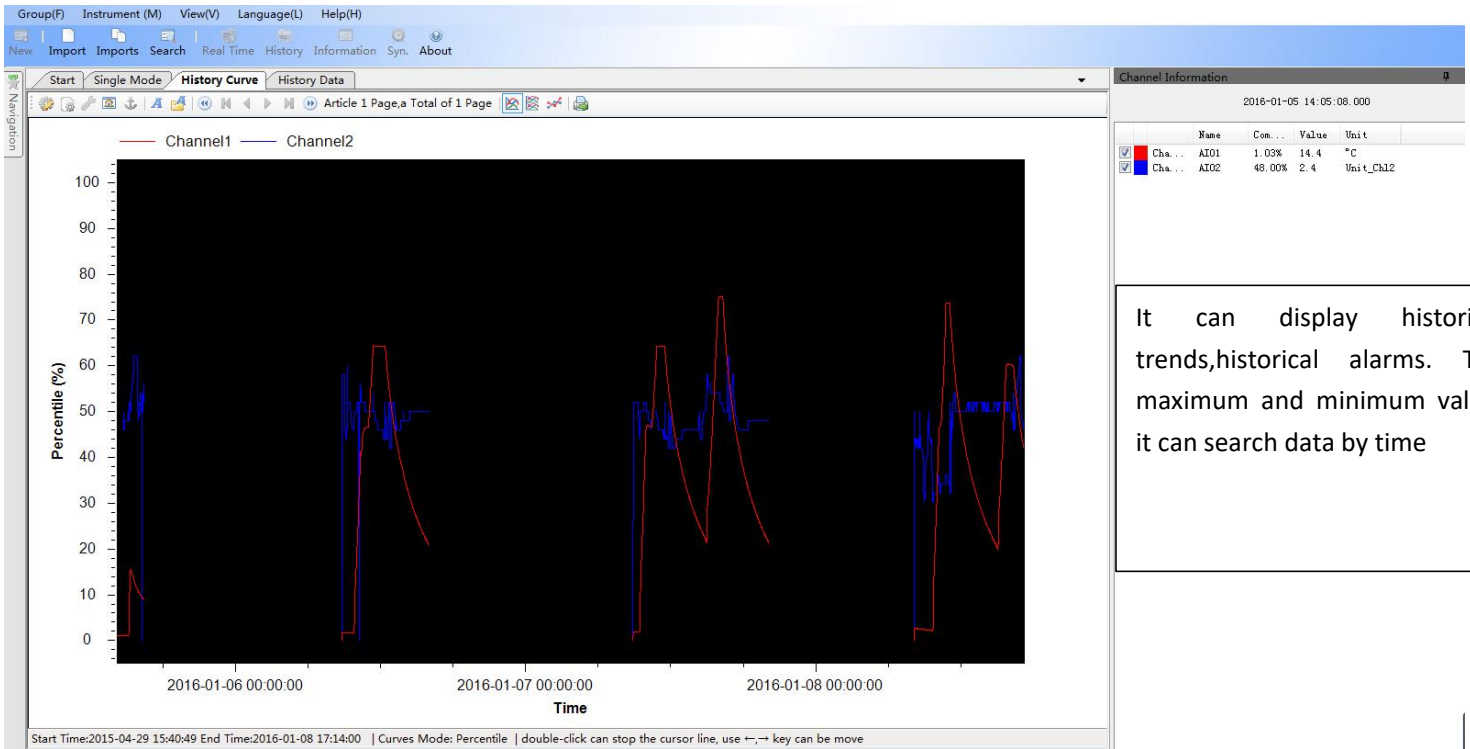 Group(F) Instrument (M) View(V) Language(L) Help(H)
New Import Imports Search Real Time History Information Syn. About
Navigation
Start Single Mode History Curve History Data
Article 1 Page,a Total of 1 Page
Channel1 Channel2
100
90
80
70
60
50
40
30
20
10
0
Percentile (%)
2016-01-06 00:00:00 2016-01-07 00:00:00 2016-01-08 00:00:00
Time
Start Time:2015-04-29 15:40:49 End Time:2016-01-08 17:14:00 | Curves Mode: Percentile | double-click can stop the cursor line, use ←,→ key can be move
Channel Information
2016-01-05 14:05:08.000
Name Com... Value Unit
Cha... AI01 1.03% 14.4 °C
Cha... AI02 48.00% 2.4 Unit_Chl2
It can display histori
trends,historical alarms. T
maximum and minimum val
it can search data by time